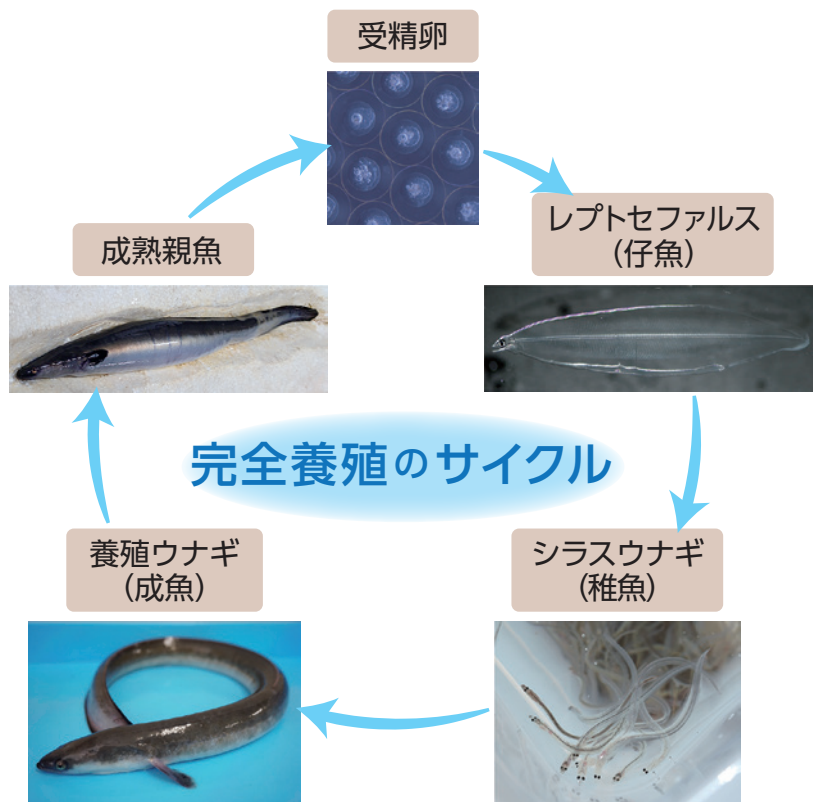 受精卵
レプトセファルス
（仔魚）
成熟親魚
完全養殖のサイクル
養殖ウナギ
（成魚）
シラスウナギ
（稚魚）